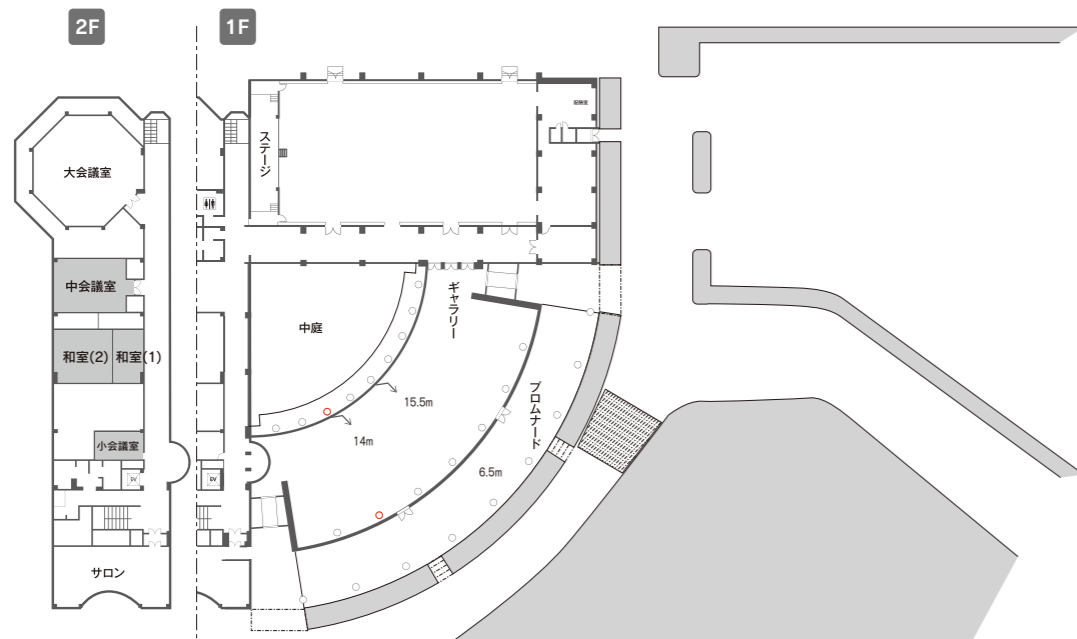 2F
1F
大会議室
ステージ
中会議室
和室(2)
和室(1)
小会議室
EV
EV
サロン
中庭
ギャラリー
プロムナード
15.5m
14m
6.5m